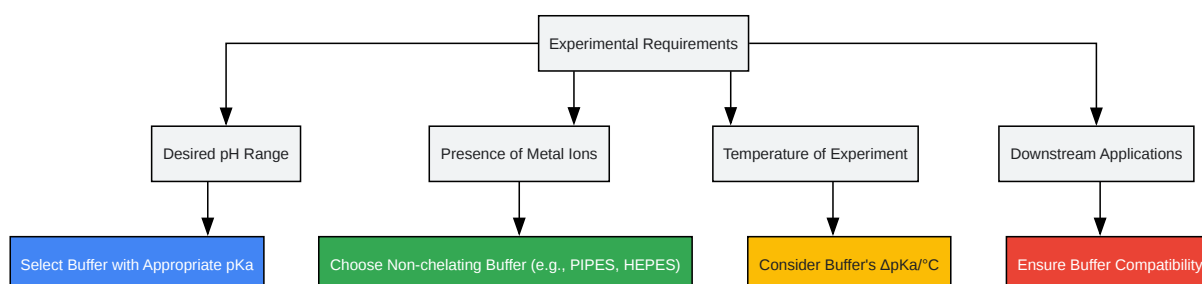 Experimental Requirements
Desired pH Range
Presence of Metal Ions
Temperature of Experiment
Downstream Applications
Select Buffer with Appropriate pKa
Choose Non-chelating Buffer (e.g., PIPES, HEPES)
Consider Buffer's ΔpKa/°C
Ensure Buffer Compatibility